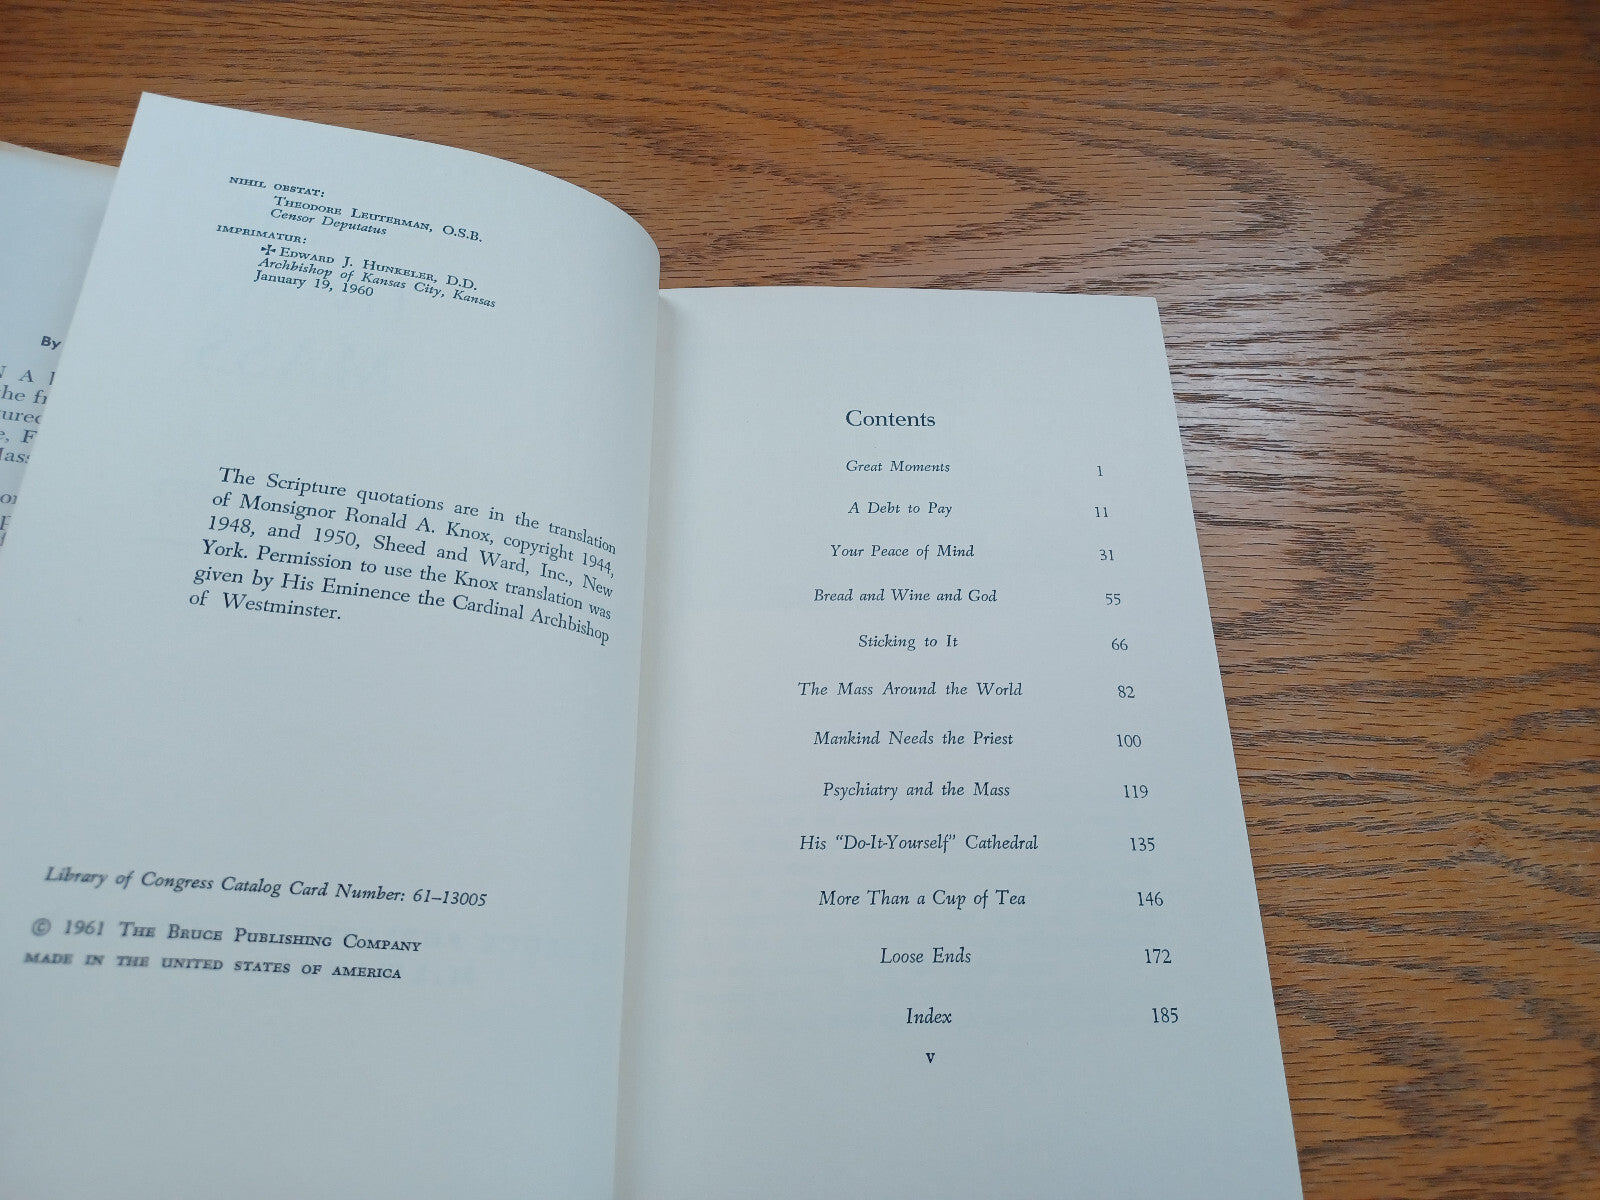 By
NIHIL OBSTAT:
THEODORE LEUTERMAN, O.S.B.
Censor Deputatus
IMPRIMATUR:
✠ EDWARD J. HUNKELER, D.D.
Archbishop of Kansas City, Kansas
January 19, 1960
The Scripture quotations are in the translation
of Monsignor Ronald A. Knox, copyright 1944,
1948, and 1950, Sheed and Ward, Inc., New
York. Permission to use the Knox translation was
given by His Eminence the Cardinal Archbishop
of Westminster.
Library of Congress Catalog Card Number: 61–13005
© 1961 THE BRUCE PUBLISHING COMPANY
MADE IN THE UNITED STATES OF AMERICA
Contents
Great Moments 1
A Debt to Pay 11
Your Peace of Mind 31
Bread and Wine and God 55
Sticking to It 66
The Mass Around the World 82
Mankind Needs the Priest 100
Psychiatry and the Mass 119
His "Do-It-Yourself" Cathedral 135
More Than a Cup of Tea 146
Loose Ends 172
Index 185
v